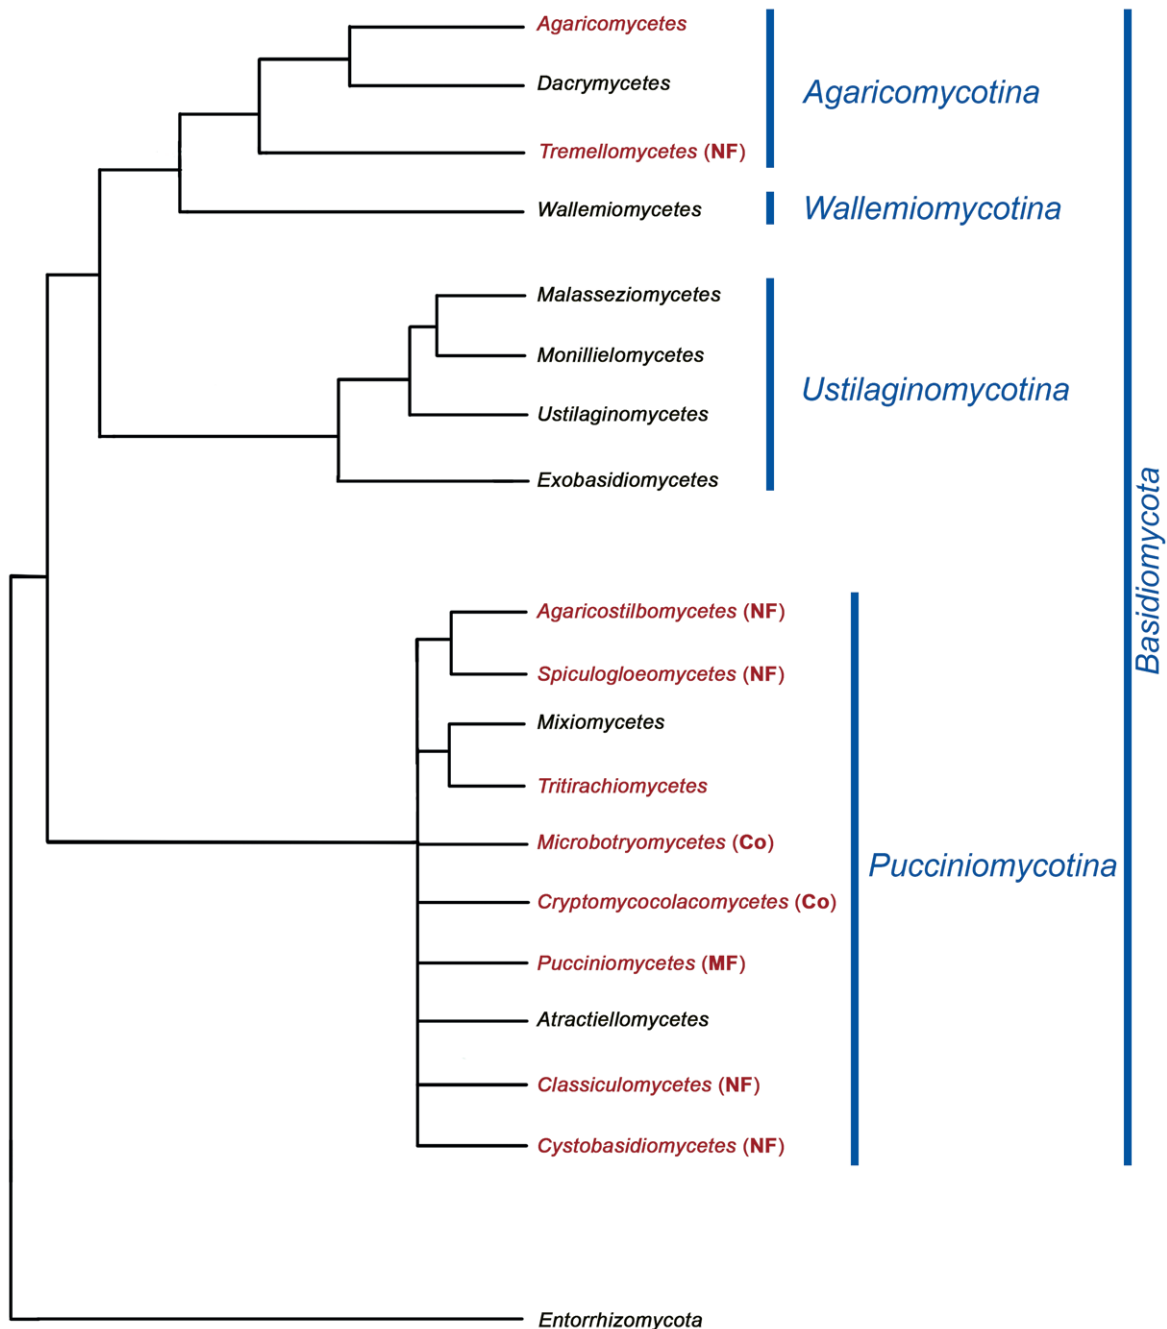 Agaricomycetes
Dacrymycetes
Agaricomycotina
Tremellomycetes (NF)
Wallemiomycetes
Wallemiomycotina
Malasseziomycetes
Monillielomycetes
Ustilaginomycotina
Ustilaginomycetes
Exobasidiomycetes
Basidiomycota
Agaricostilbomycetes (NF)
Spiculogloeomycetes (NF)
Mixiomycetes
Tritirachiomycetes
Microbotryomycetes (Co)
Pucciniomycotina
Cryptomycocolacomycetes (Co)
Pucciniomycetes (MF)
Atractiellomycetes
Classiculomycetes (NF)
Cystobasidiomycetes (NF)
Entorrhizomycota